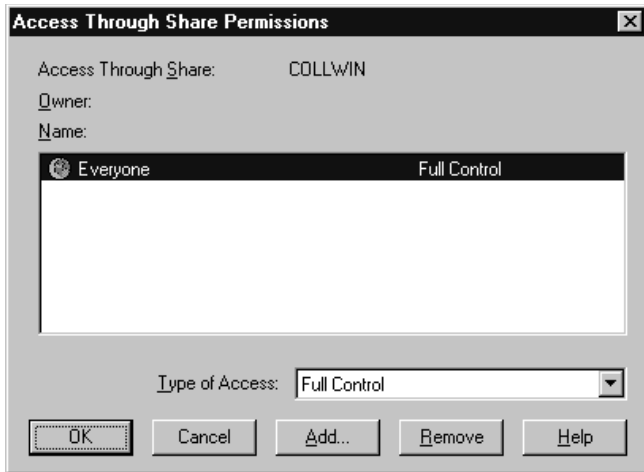 Access Through Share Permissions
Access Through Share: COLLWIN
Owner:
Name:
Everyone Full Control
Type of Access: Full Control
OK Cancel Add... Remove Help